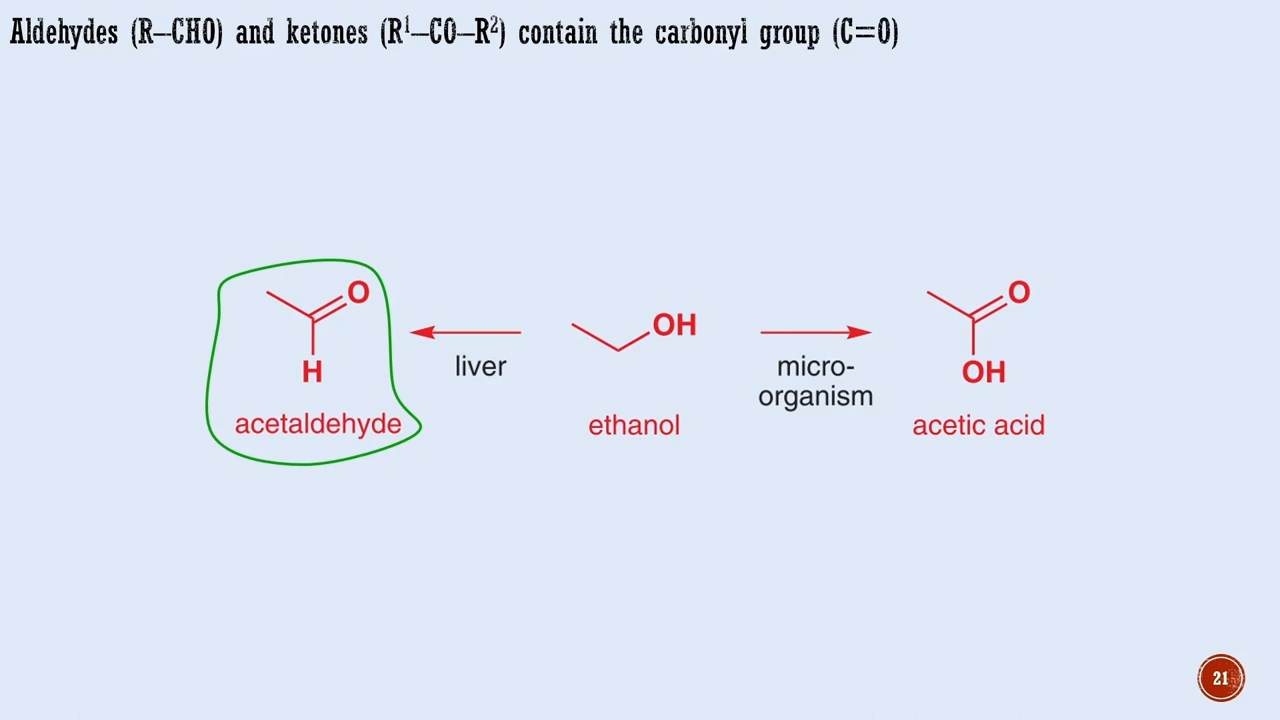 Aldehydes (R–CHO) and ketones (R¹–CO–R²) contain the carbonyl group (C=O)
O
H
acetaldehyde
liver
OH
ethanol
micro-
organism
O
OH
acetic acid
21